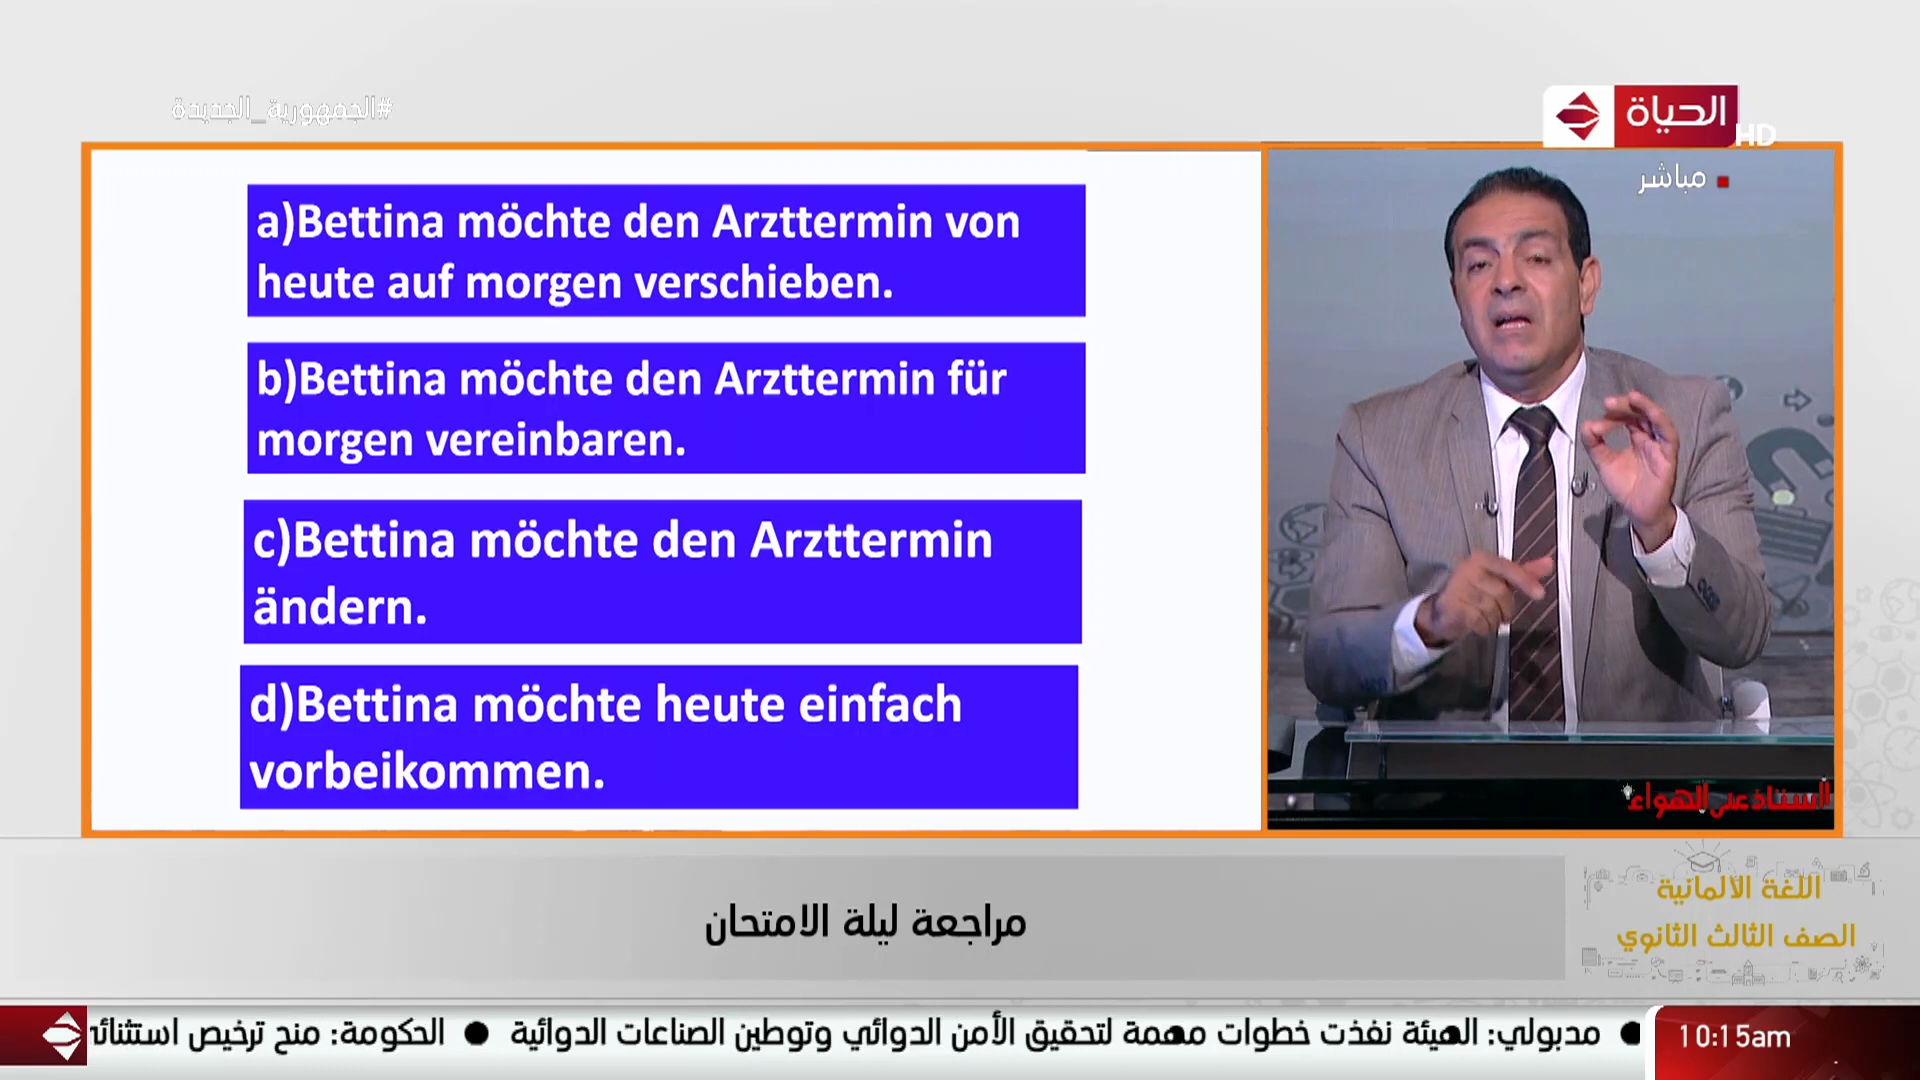 #الجمهورية_الجديدة
الحياة
HD
مباشر
a)Bettina möchte den Arzttermin von
heute auf morgen verschieben.
b)Bettina möchte den Arzttermin für
morgen vereinbaren.
c)Bettina möchte den Arzttermin
ändern.
d)Bettina möchte heute einfach
vorbeikommen.
الأستاذ على الهواء
اللغة الألمانية
الصف الثالث الثانوي
مراجعة ليلة الامتحان
مدبولي: الهيئة نفذت خطوات مهمة لتحقيق الأمن الدوائي وتوطين الصناعات الدوائية ● الحكومة: منح ترخيص
10:15am